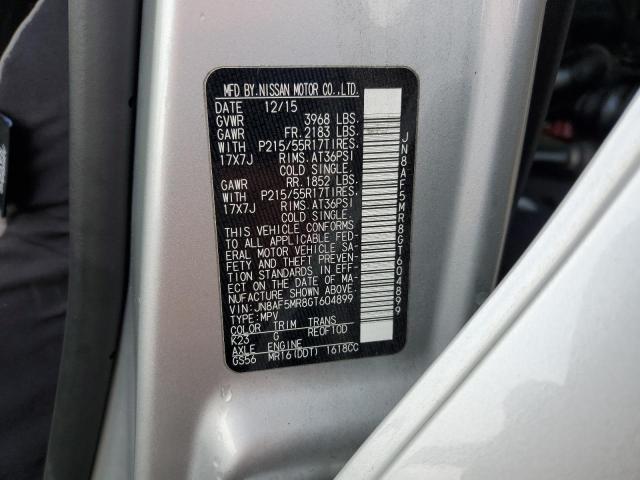 MFD BY.NISSAN MOTOR CO.,LTD.
DATE 12/15
GVWR 3968 LBS.
GAWR FR.2183 LBS.
WITH P215/55R17TIRES.
17X7J RIMS.AT36PSI
COLD SINGLE.
GAWR RR.1852 LBS.
WITH P215/55R17TIRES.
17X7J RIMS.AT36PSI
COLD SINGLE.
THIS VEHICLE CONFORMS
TO ALL APPLICABLE FED-
ERAL MOTOR VEHICLE SA-
FETY AND THEFT PREVEN-
TION STANDARDS IN EFF-
ECT ON THE DATE OF MA-
NUFACTURE SHOWN ABOVE.
VIN:JN8AF5MR8GT604899
TYPE:MPV
COLOR TRIM TRANS
K23 G RE0F10D
AXLE ENGINE
GS56 MR16(DDT) 1618CC
JN8AF5MR8GT604899